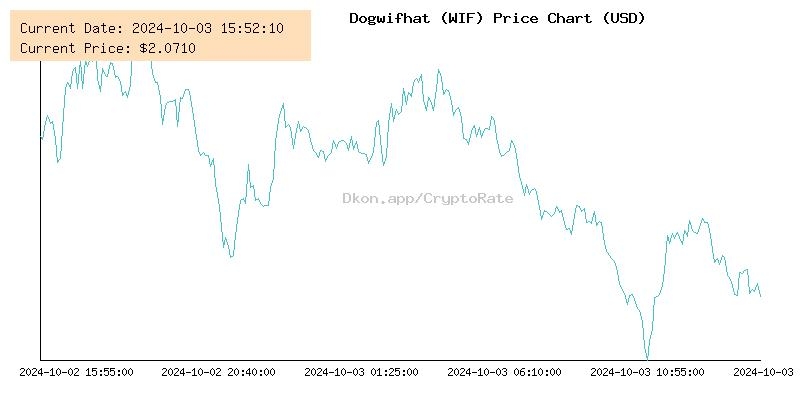 Dogwifhat (WIF) Price Chart (USD)
Current Date: 2024-10-03 15:52:10
Current Price: $2.0710
Dkon.app/CryptoRate
2024-10-02 15:55:00
2024-10-02 20:40:00
2024-10-03 01:25:00
2024-10-03 06:10:00
2024-10-03 10:55:00
2024-10-03